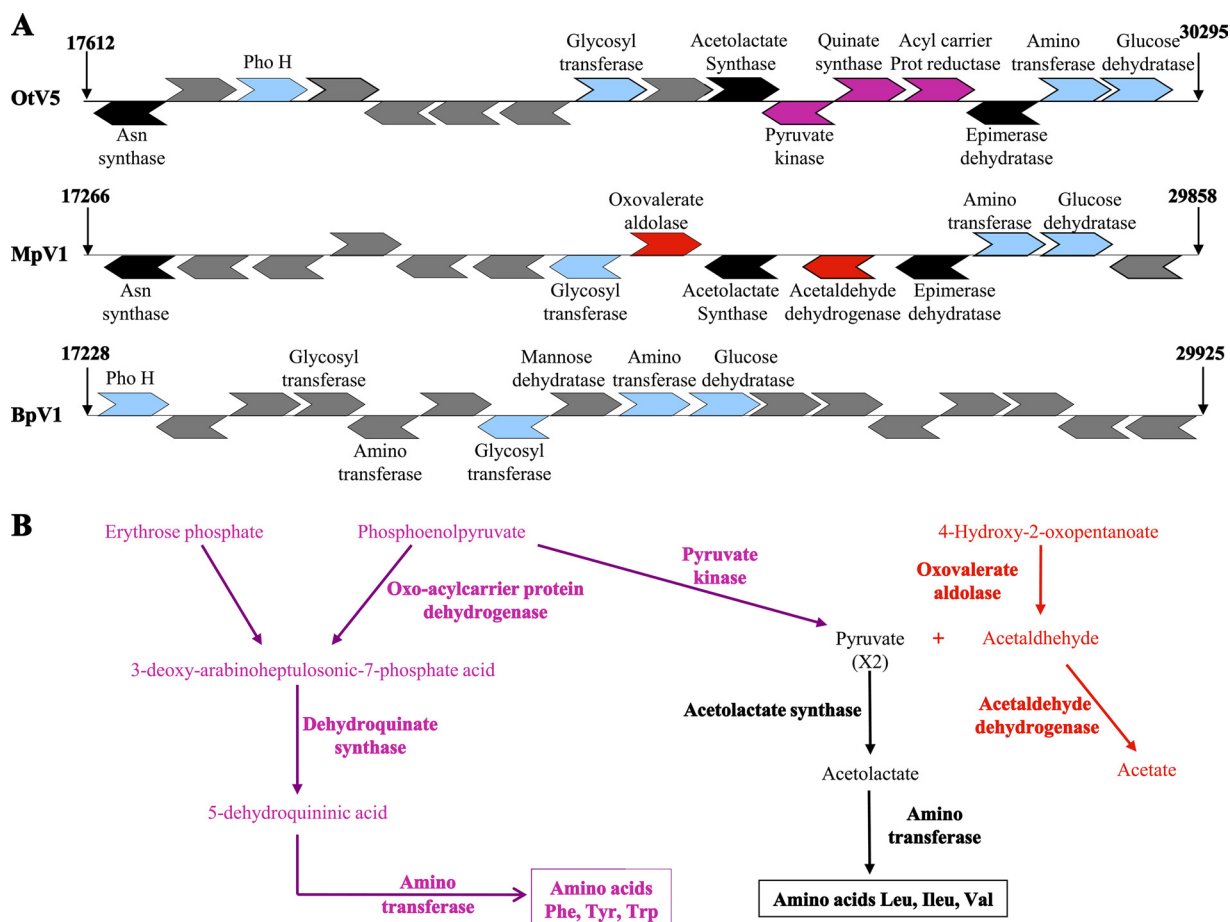 A
17612
30295
OtV5
Pho H
Glycosyl
transferase
Acetolactate
Synthase
Quinate
synthase
Acyl carrier
Prot reductase
Amino
transferase
Glucose
dehydratase
Asn
synthase
Pyruvate
kinase
Epimerase
dehydratase
17266
29858
MpV1
Oxovalerate
aldolase
Amino
transferase
Glucose
dehydratase
Asn
synthase
Glycosyl
transferase
Acetolactate
Synthase
Acetaldehyde
dehydrogenase
Epimerase
dehydratase
17228
29925
BpV1
Pho H
Glycosyl
transferase
Mannose
dehydratase
Amino
transferase
Glucose
dehydratase
Amino
transferase
Glycosyl
transferase
B
Erythrose phosphate
Phosphoenolpyruvate
4-Hydroxy-2-oxopentanoate
Pyruvate
kinase
Oxovalerate
aldolase
Oxo-acylcarrier protein
dehydrogenase
Pyruvate
(X2)
+
Acetaldhehyde
3-deoxy-arabinoheptulosonic-7-phosphate acid
Acetolactate synthase
Acetaldehyde
dehydrogenase
Dehydroquinate
synthase
Acetolactate
Acetate
5-dehydroquininic acid
Amino
transferase
Amino
transferase
Amino acids
Phe, Tyr, Trp
Amino acids Leu, Ileu, Val